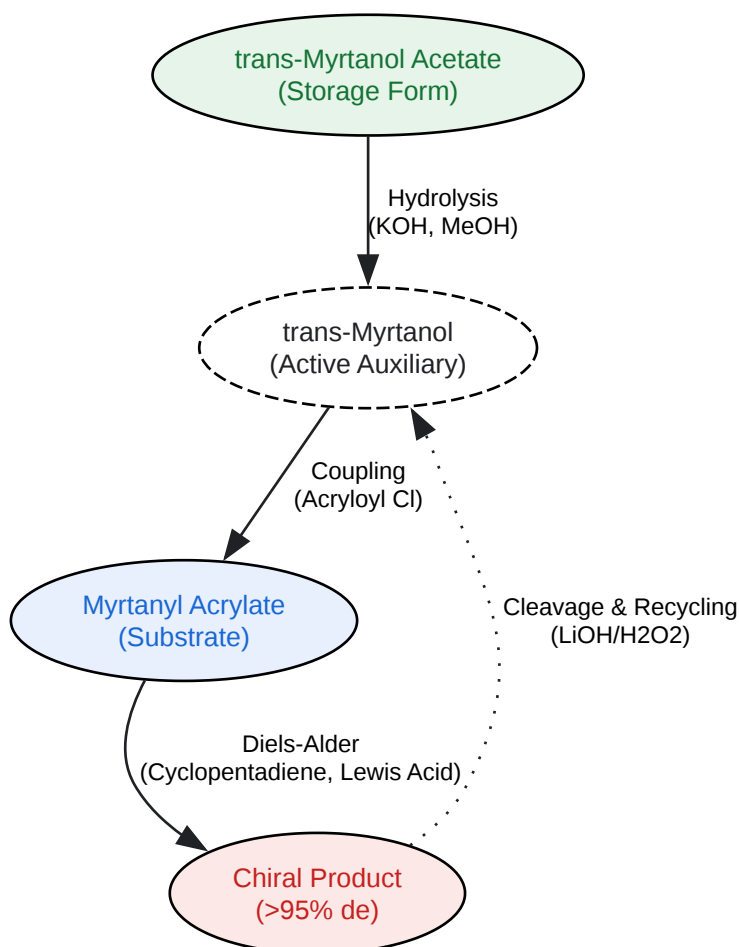 trans-Myrtanol Acetate
(Storage Form)
Hydrolysis
(KOH, MeOH)
trans-Myrtanol
(Active Auxiliary)
Coupling
(Acryloyl Cl)
Myrtanyl Acrylate
(Substrate)
Cleavage & Recycling
(LiOH/H2O2)
Diels-Alder
(Cyclopentadiene, Lewis Acid)
Chiral Product
(>95% de)